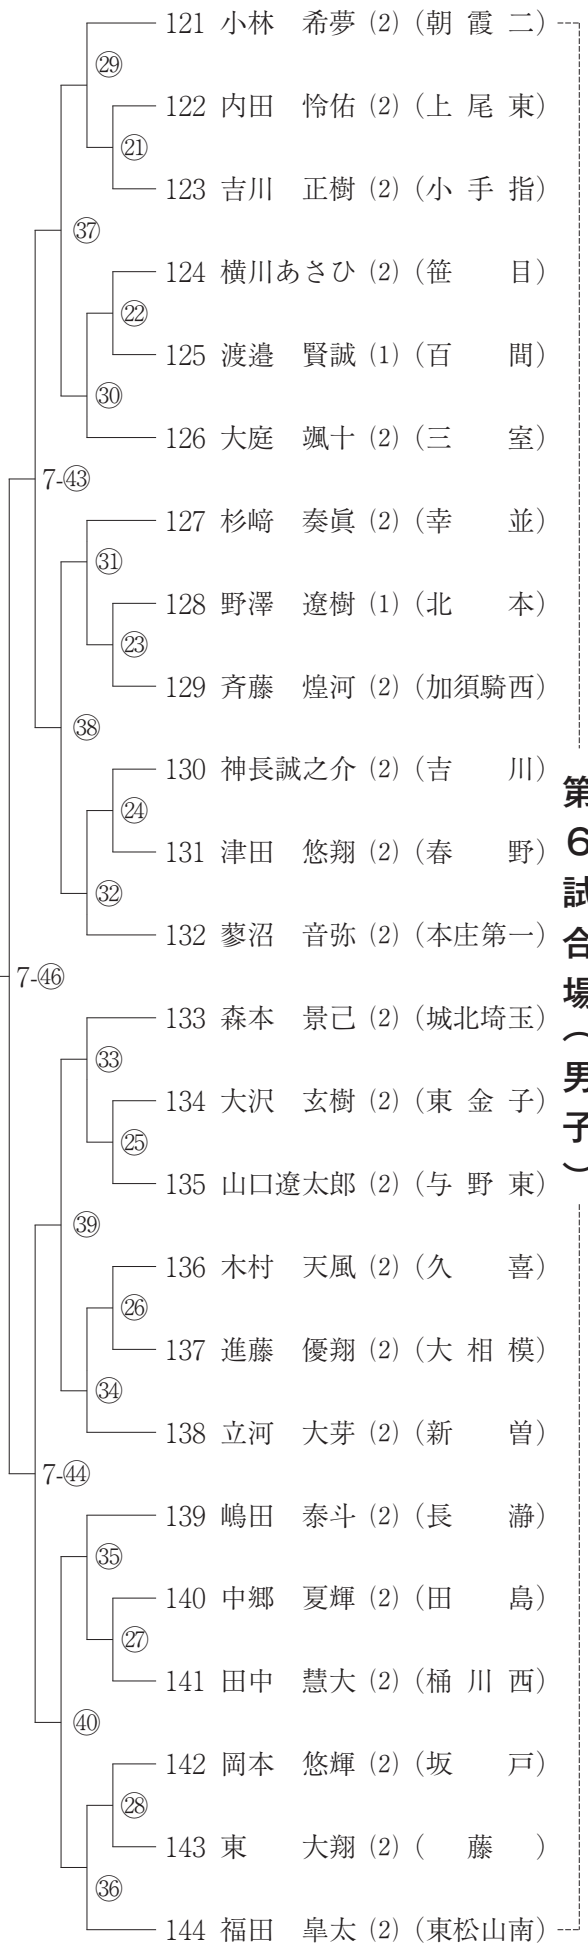 121 小林 希夢 (2) (朝霞二)
㉙
122 内田 怜佑 (2) (上尾東)
㉑
123 吉川 正樹 (2) (小手指)
㊲
124 横川あさひ (2) (笹目)
㉒
125 渡邉 賢誠 (1) (百間)
㉚
126 大庭 颯十 (2) (三室)
7-㊸
127 杉﨑 奏眞 (2) (幸並)
㉛
128 野澤 遼樹 (1) (北本)
㉓
129 斉藤 煌河 (2) (加須騎西)
㊳
130 神長誠之介 (2) (吉川)
㉔
131 津田 悠翔 (2) (春野)
㉜
132 蓼沼 音弥 (2) (本庄第一)
7-㊻
133 森本 景己 (2) (城北埼玉)
㉝
134 大沢 玄樹 (2) (東金子)
㉕
135 山口遼太郎 (2) (与野東)
㊴
136 木村 天風 (2) (久喜)
㉖
137 進藤 優翔 (2) (大相模)
㉞
138 立河 大芽 (2) (新曽)
7-㊹
139 嶋田 泰斗 (2) (長瀞)
㉟
140 中郷 夏輝 (2) (田島)
㉗
141 田中 慧大 (2) (桶川西)
㊵
142 岡本 悠輝 (2) (坂戸)
㉘
143 東 大翔 (2) (藤)
㊱
144 福田 皐太 (2) (東松山南)
第6試合場(男子)